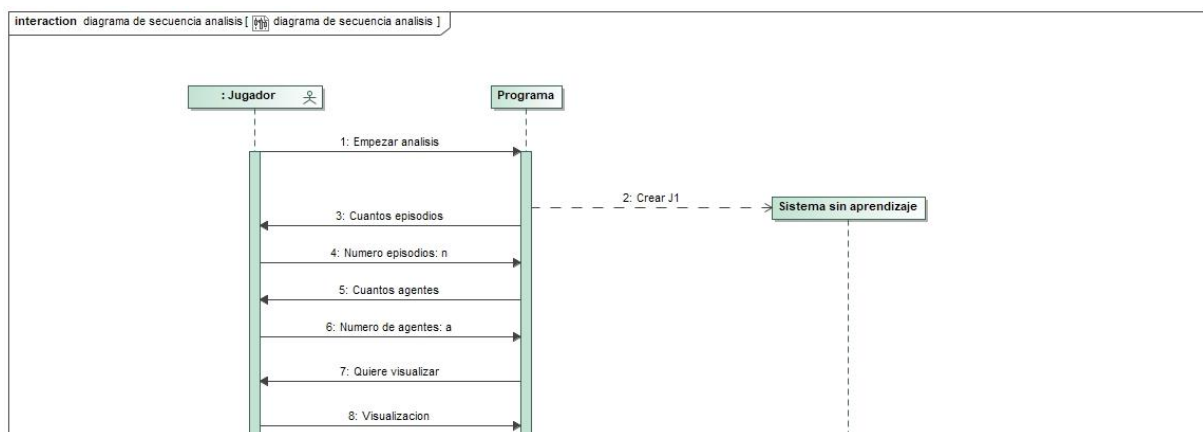 interaction diagrama de secuencia analisis [ diagrama de secuencia analisis ]
: Jugador
Programa
1: Empezar analisis
2: Crear J1
Sistema sin aprendizaje
3: Cuantos episodios
4: Numero episodios: n
5: Cuantos agentes
6: Numero de agentes: a
7: Quiere visualizar
8: Visualizacion